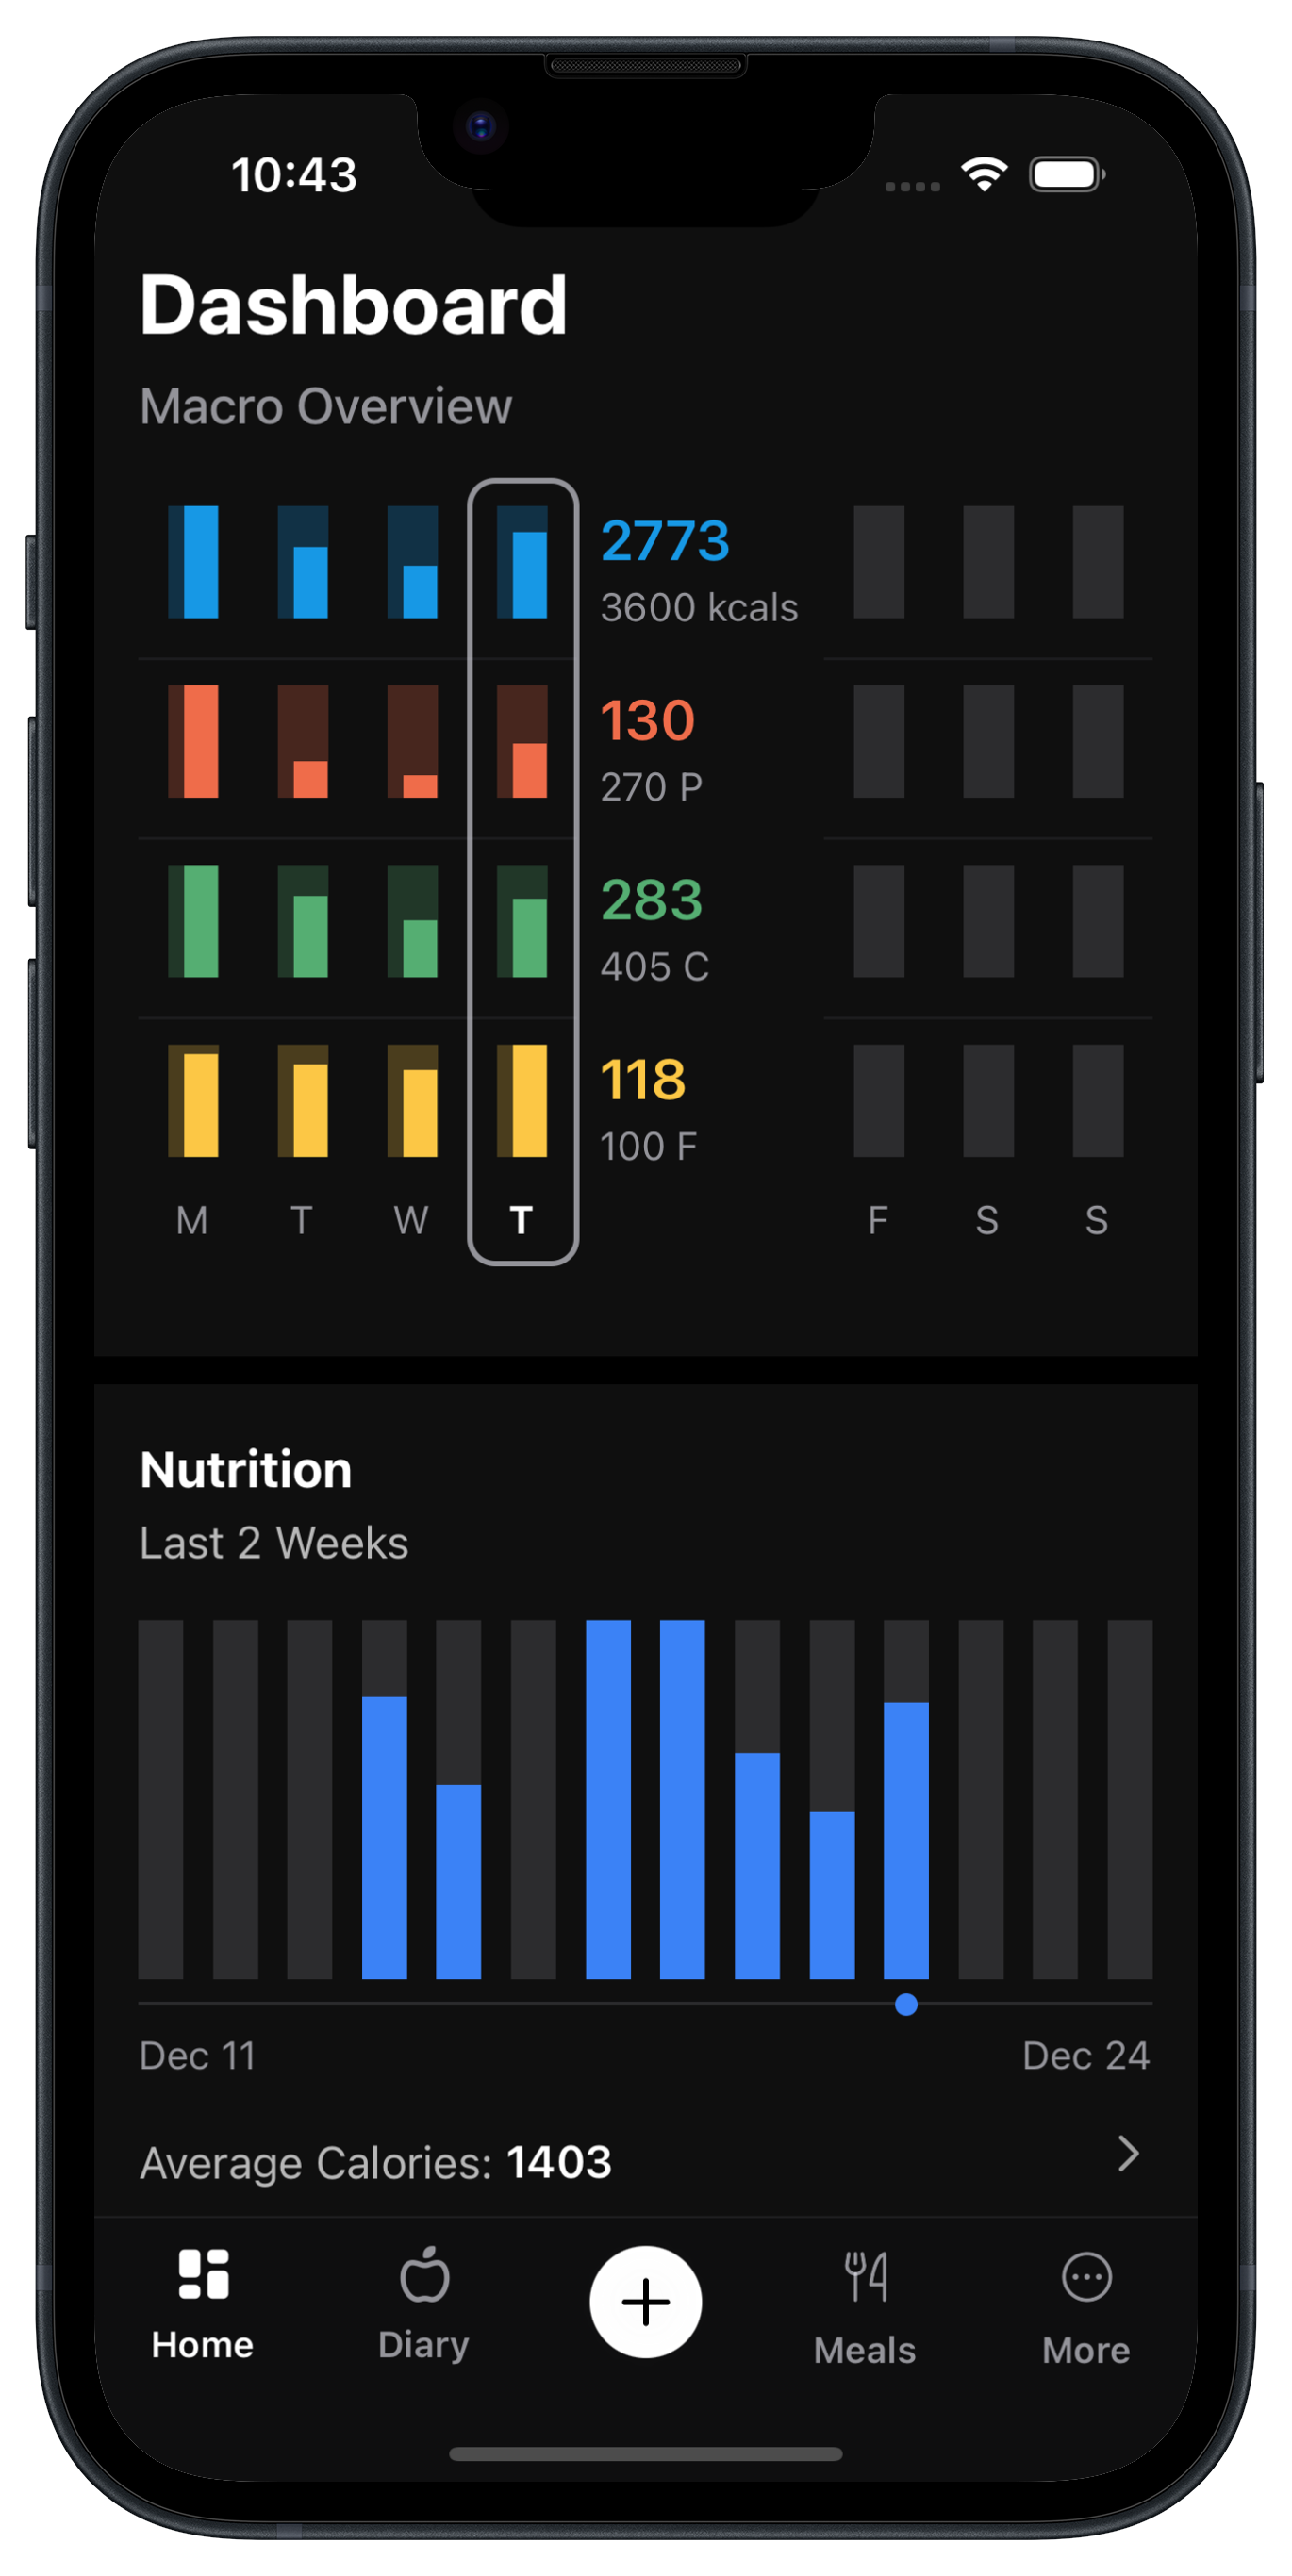 10:43
Dashboard
Macro Overview
2773
3600 kcals
130
270 P
283
405 C
118
100 F
M T W T F S S
Nutrition
Last 2 Weeks
Dec 11 Dec 24
Average Calories: 1403
Home Diary Meals More